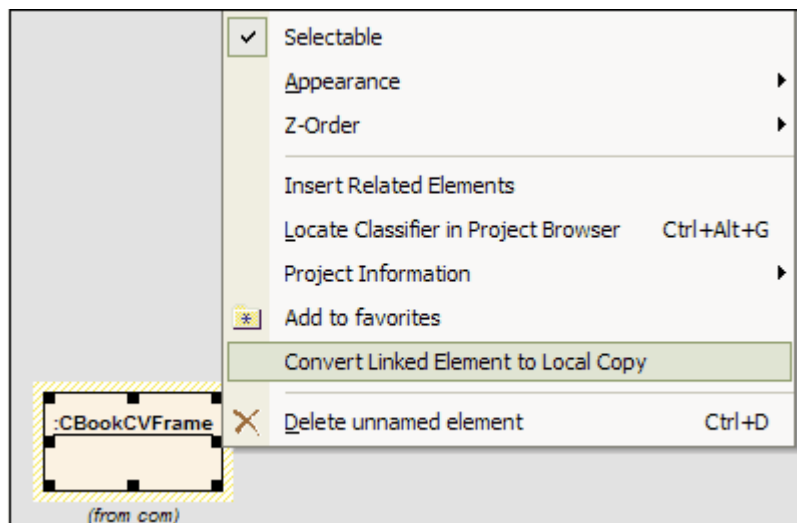 Selectable
Appearance
Z-Order
Insert Related Elements
Locate Classifier in Project Browser Ctrl+Alt+G
Project Information
Add to favorites
Convert Linked Element to Local Copy
Delete unnamed element Ctrl+D
:CBookCVFrame
(from com)